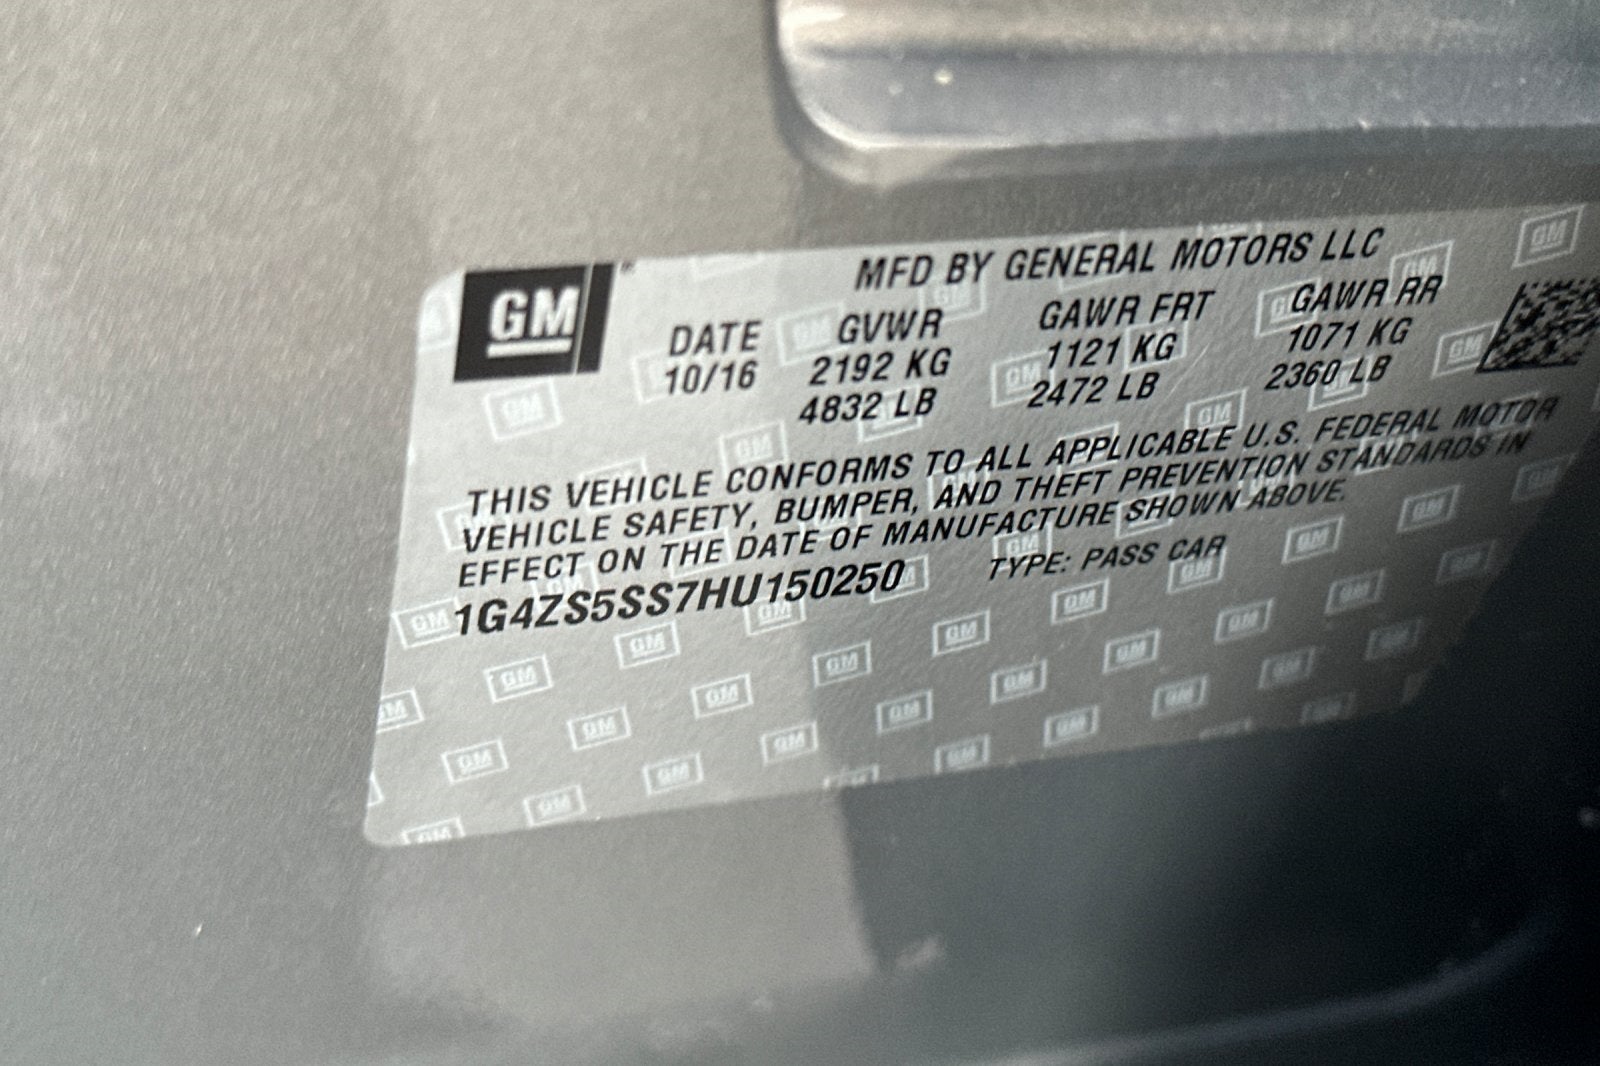 GM
MFD BY GENERAL MOTORS LLC
DATE GVWR GAWR FRT GAWR RR
10/16 2192 KG 1121 KG 1071 KG
4832 LB 2472 LB 2360 LB
THIS VEHICLE CONFORMS TO ALL APPLICABLE U.S. FEDERAL MOTOR
VEHICLE SAFETY, BUMPER, AND THEFT PREVENTION STANDARDS IN
EFFECT ON THE DATE OF MANUFACTURE SHOWN ABOVE.
1G4ZS5SS7HU150250 TYPE: PASS CAR